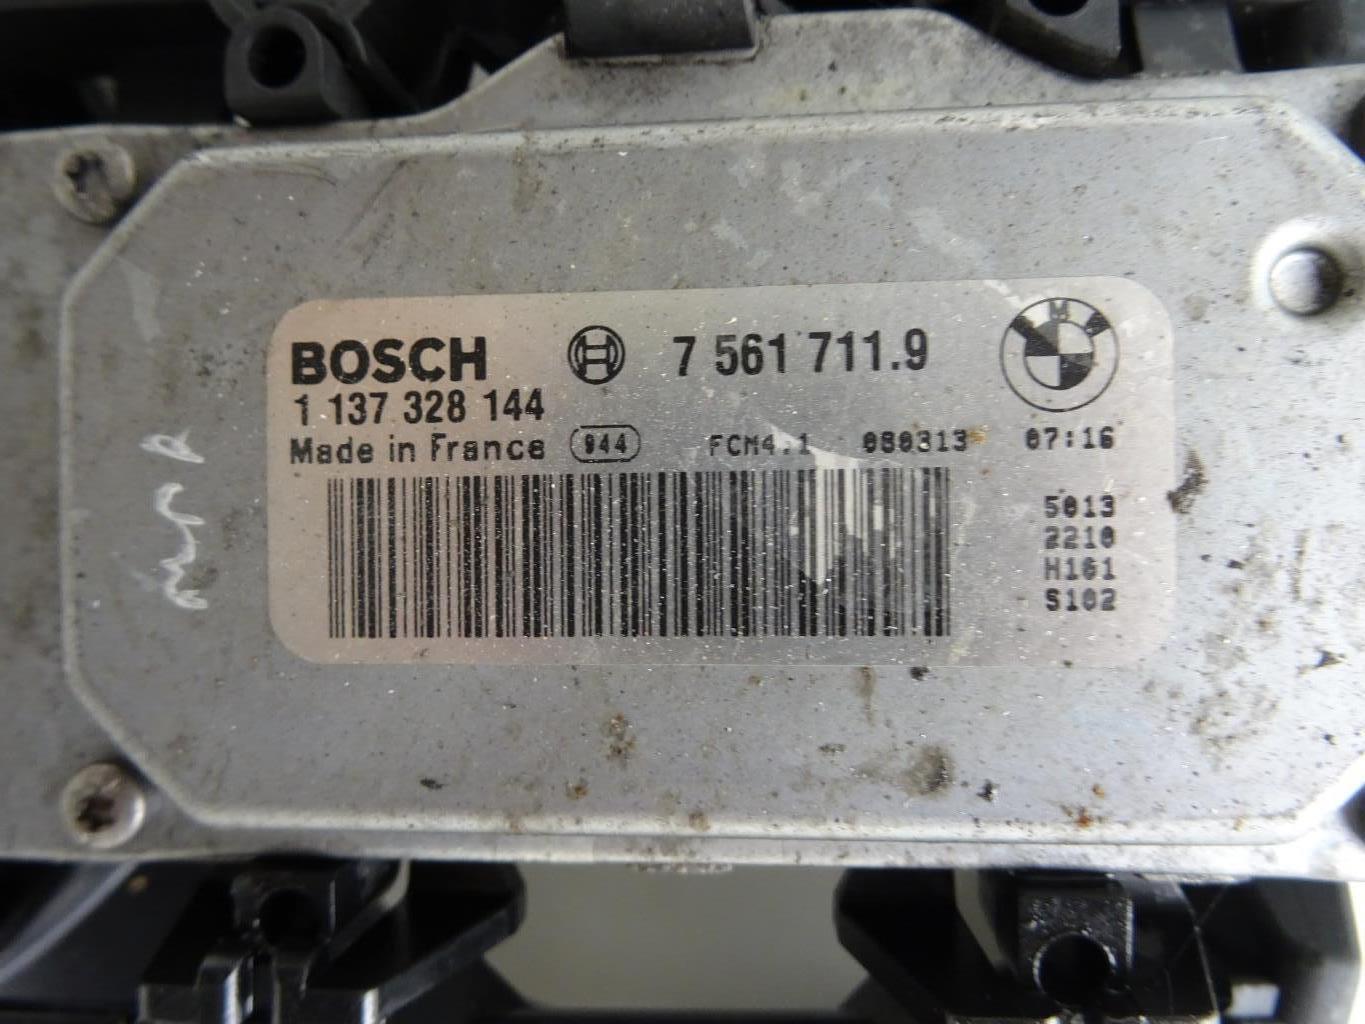 BOSCH 7 561 711.9
1 137 328 144
Made in France 944 FCM4.1 080313 07:16
5013
2210
H161
S102